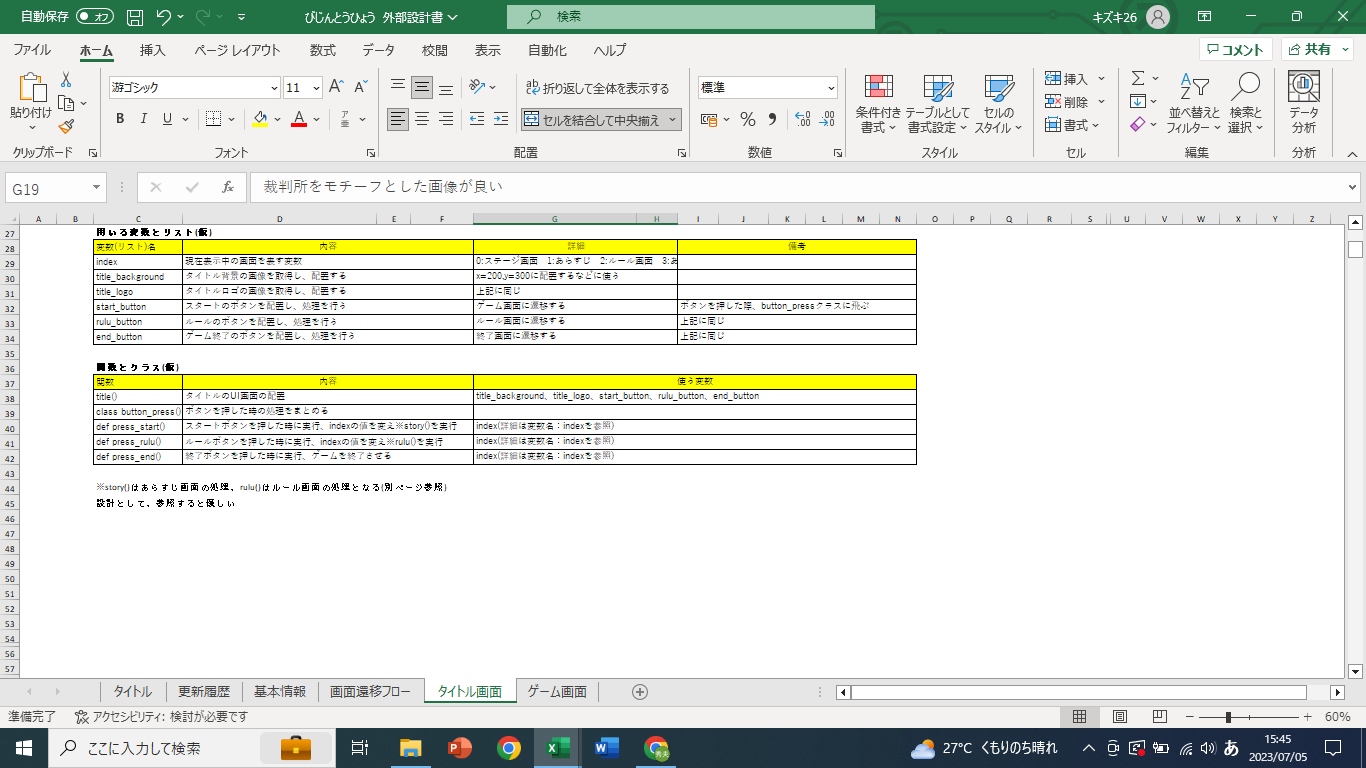 自動保存 オフ びじんとうひょう 外部設計書 検索 キズキ26
ファイル ホーム 挿入 ページ レイアウト 数式 データ 校閲 表示 自動化 ヘルプ コメント 共有
貼り付け 游ゴシック 11 折り返して全体を表示する 標準 条件付き書式 テーブルとして書式設定 セルのスタイル 挿入 並べ替えとフィルター 検索と選択 データ分析
B I U A セルを結合して中央揃え 削除
書式
クリップボード フォント 配置 数値 スタイル セル 編集 分析
G19 fx 裁判所をモチーフとした画像が良い
A B C D E F G H I J K L M N O P Q R S U V W X Y Z
27 用いる変数とリスト(仮)
28 変数(リスト)名 内容 詳細 備考
29 index 現在表示中の画面を表す変数 0:ステージ画面 1:あらすじ 2:ルール画面 3:あ
30 title_background タイトル背景の画像を取得し、配置する x=200,y=300に配置するなどに使う
31 title_logo タイトルロゴの画像を取得し、配置する 上記に同じ
32 start_button スタートのボタンを配置し、処理を行う ゲーム画面に遷移する ボタンを押した際、button_pressクラスに飛ぶ
33 rulu_button ルールのボタンを配置し、処理を行う ルール画面に遷移する 上記に同じ
34 end_button ゲーム終了のボタンを配置し、処理を行う 終了画面に遷移する 上記に同じ
35
36 関数とクラス(仮)
37 関数 内容 使う変数
38 title() タイトルのUI画面の配置 title_background、title_logo、start_button、rulu_button、end_button
39 class button_press() ボタンを押した時の処理をまとめる
40 def press_start() スタートボタンを押した時に実行、indexの値を変え※story()を実行 index(詳細は変数名：indexを参照)
41 def press_rulu() ルールボタンを押した時に実行、indexの値を変え※rulu()を実行 index(詳細は変数名：indexを参照)
42 def press_end() 終了ボタンを押した時に実行、ゲームを終了させる index(詳細は変数名：indexを参照)
43
44 ※story()はあらすじ画面の処理、rulu()はルール画面の処理となる(別ページ参照)
45 設計として、参照すると優しい
46
47
48
49
50
51
52
53
54
56
57
タイトル 更新履歴 基本情報 画面遷移フロー タイトル画面 ゲーム画面
準備完了 アクセシビリティ: 検討が必要です 60%
ここに入力して検索 27°C くもりのち晴れ あ 15:45
2023/07/05